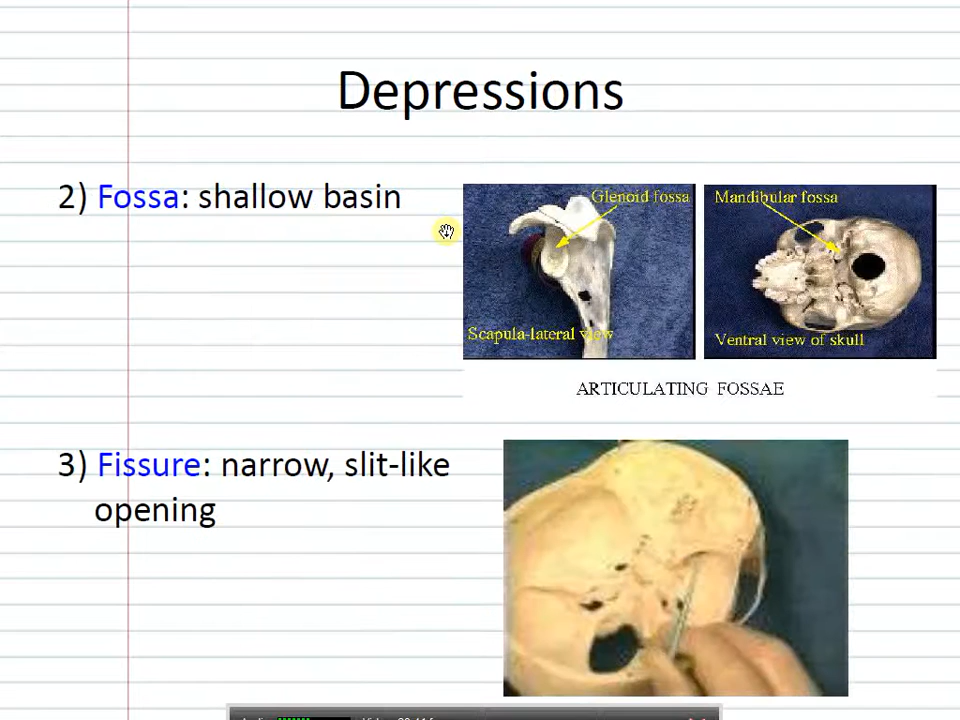 Depressions
2) Fossa: shallow basin
Glenoid fossa
Scapula-lateral view
Mandibular fossa
Ventral view of skull
ARTICULATING FOSSAE
3) Fissure: narrow, slit-like
opening